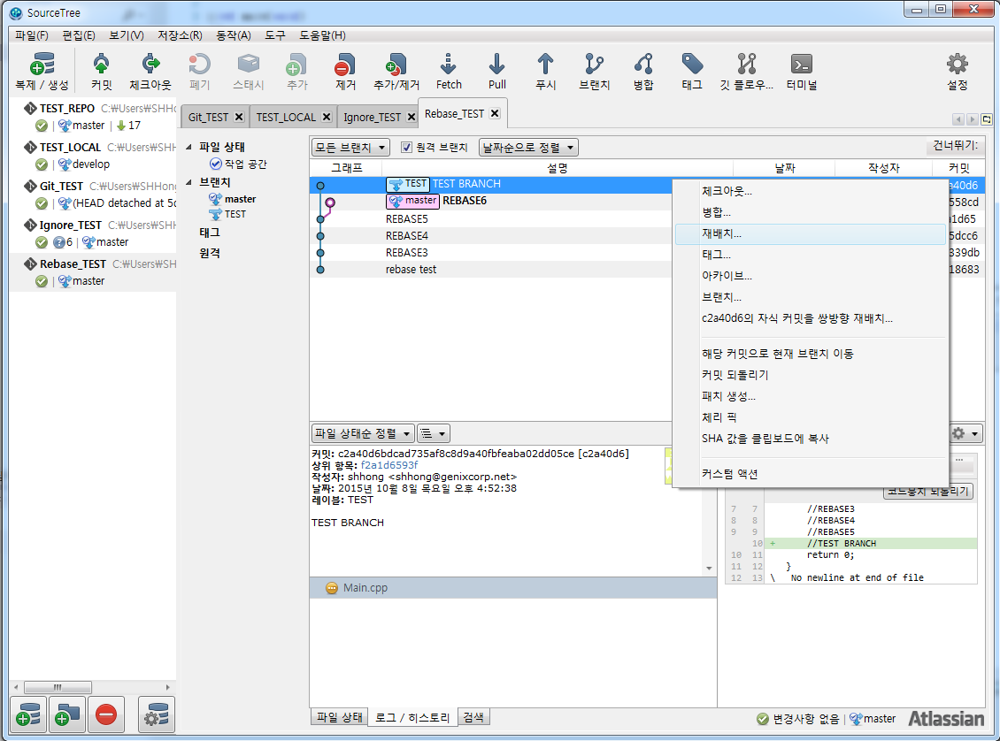 SourceTree
파일(F) 편집(E) 보기(V) 저장소(R) 동작(A) 도구 도움말(H)
복제 / 생성 커밋 체크아웃 폐기 스태시 추가 제거 추가/제거 Fetch Pull 푸시 브랜치 병합 태그 깃 플로우... 터미널 설정
TEST_REPO C:\Users\SHHo
master 17
TEST_LOCAL C:\Users\SHH
develop
Git_TEST C:\Users\SHHon
(HEAD detached at 5c
Ignore_TEST C:\Users\SH
6 master
Rebase_TEST C:\Users\SH
master
Git_TEST TEST_LOCAL Ignore_TEST Rebase_TEST
파일 상태
작업 공간
브랜치
master
TEST
태그
원격
모든 브랜치 원격 브랜치 날짜순으로 정렬 건너뛰기:
그래프 설명 날짜 작성자 커밋
TEST TEST BRANCH a40d6
master REBASE6 558cd
REBASE5 a1d65
REBASE4 5dcc6
REBASE3 339db
rebase test 18683
체크아웃...
병합...
재배치...
태그...
아카이브...
브랜치...
c2a40d6의 자식 커밋을 쌍방향 재배치...
해당 커밋으로 현재 브랜치 이동
커밋 되돌리기
패치 생성...
체리 픽
SHA 값을 클립보드에 복사
커스텀 액션
파일 상태순 정렬
커밋: c2a40d6bdcad735af8c8d9a40fbfeaba02dd05ce [c2a40d6]
상위 항목: f2a1d6593f
작성자: shhong <shhong@genixcorp.net>
날짜: 2015년 10월 8일 목요일 오후 4:52:38
레이블: TEST
TEST BRANCH
Main.cpp
...
코드뭉치 되돌리기
7 7 //REBASE3
8 8 //REBASE4
9 9 //REBASE5
10 + //TEST BRANCH
10 11 return 0;
11 12 }
12 13 \ No newline at end of file
파일 상태 로그 / 히스토리 검색
변경사항 없음 master Atlassian